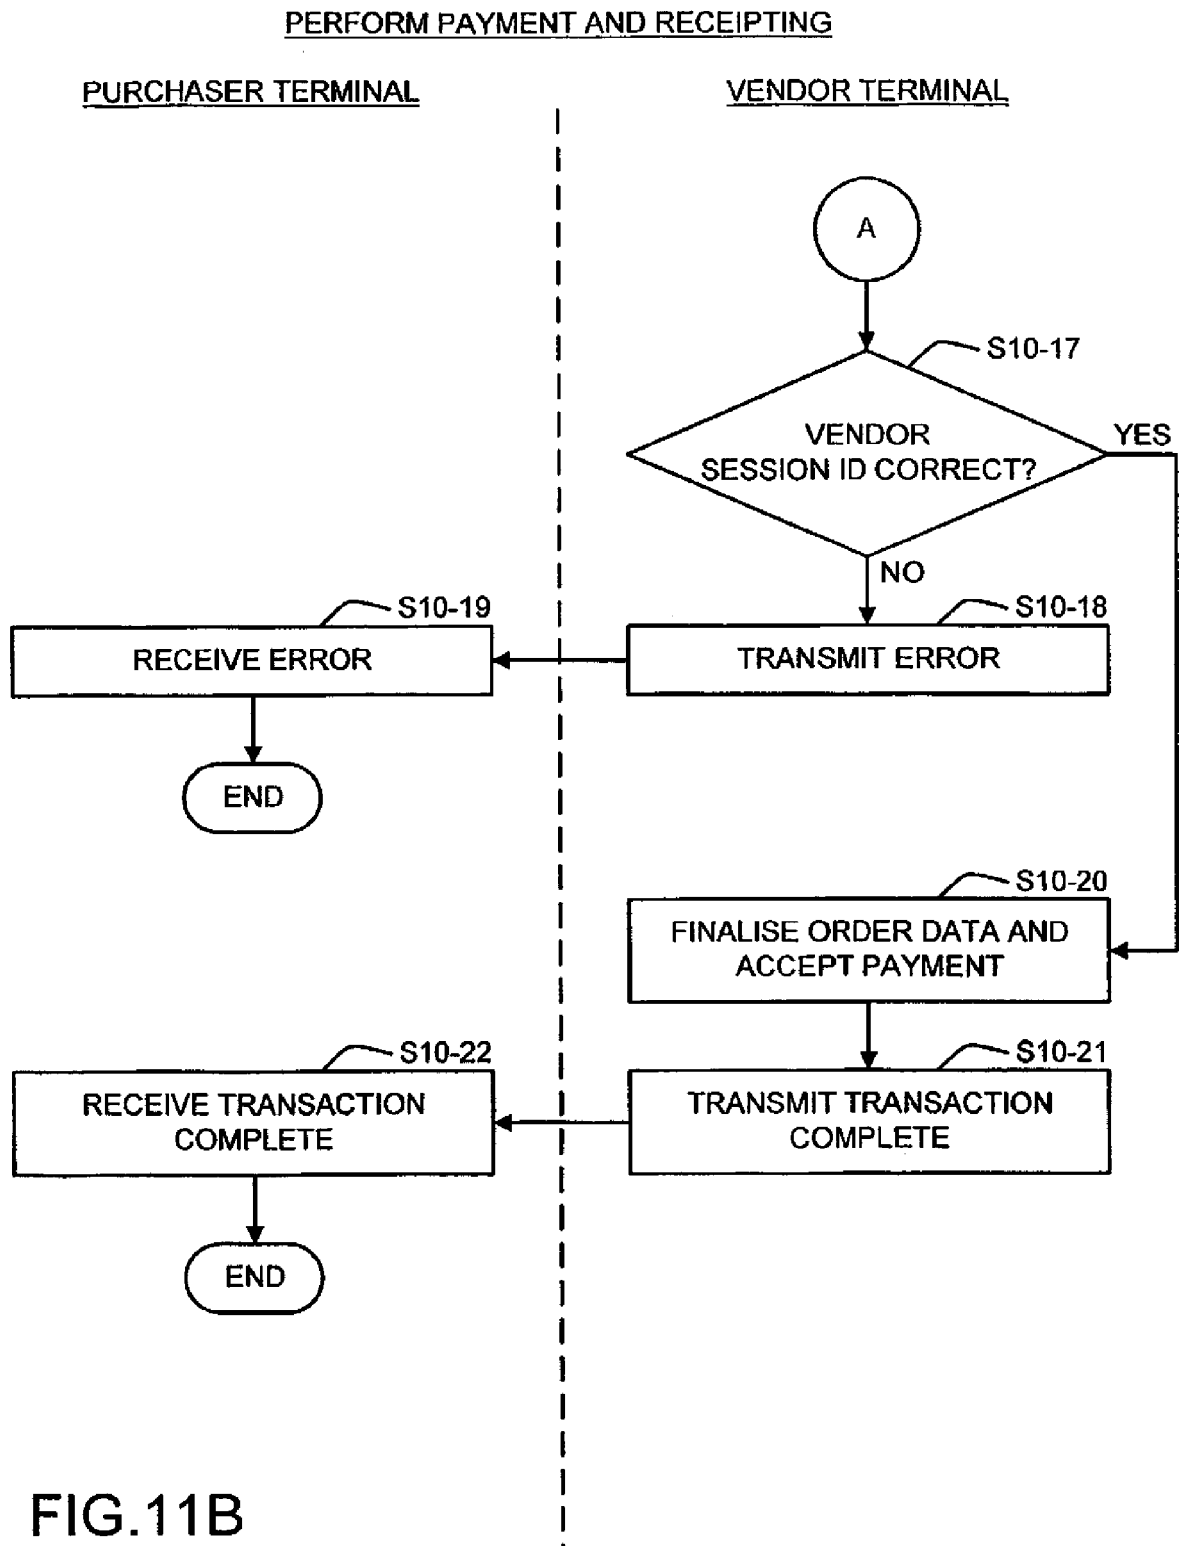 PERFORM PAYMENT AND RECEIPTING
PURCHASER TERMINAL
VENDOR TERMINAL
A
S10-17
VENDOR
SESSION ID CORRECT?
YES
NO
S10-19
RECEIVE ERROR
S10-18
TRANSMIT ERROR
END
S10-20
FINALISE ORDER DATA AND
ACCEPT PAYMENT
S10-22
RECEIVE TRANSACTION
COMPLETE
S10-21
TRANSMIT TRANSACTION
COMPLETE
END
FIG.11B